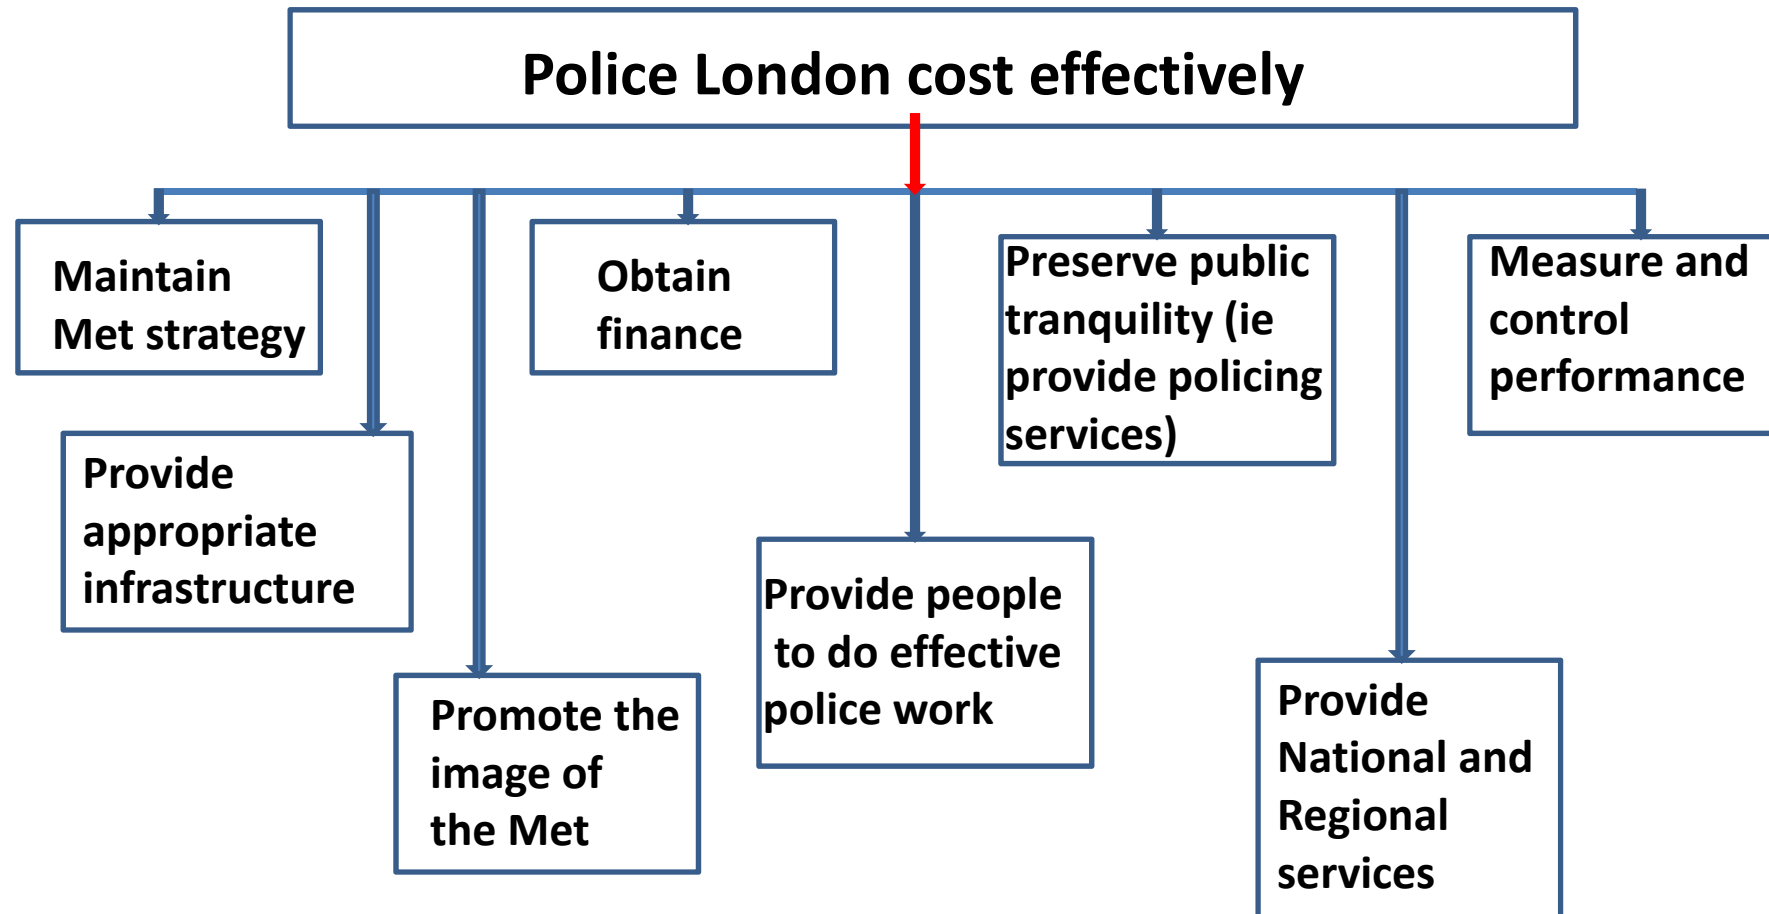 Police London cost effectively
Maintain
Met strategy
Provide
appropriate
infrastructure
Promote the
image of
the Met
Obtain
finance
Provide people
to do effective
police work
Preserve public
tranquility (ie
provide policing
services)
Provide
National and
Regional
services
Measure and
control
performance